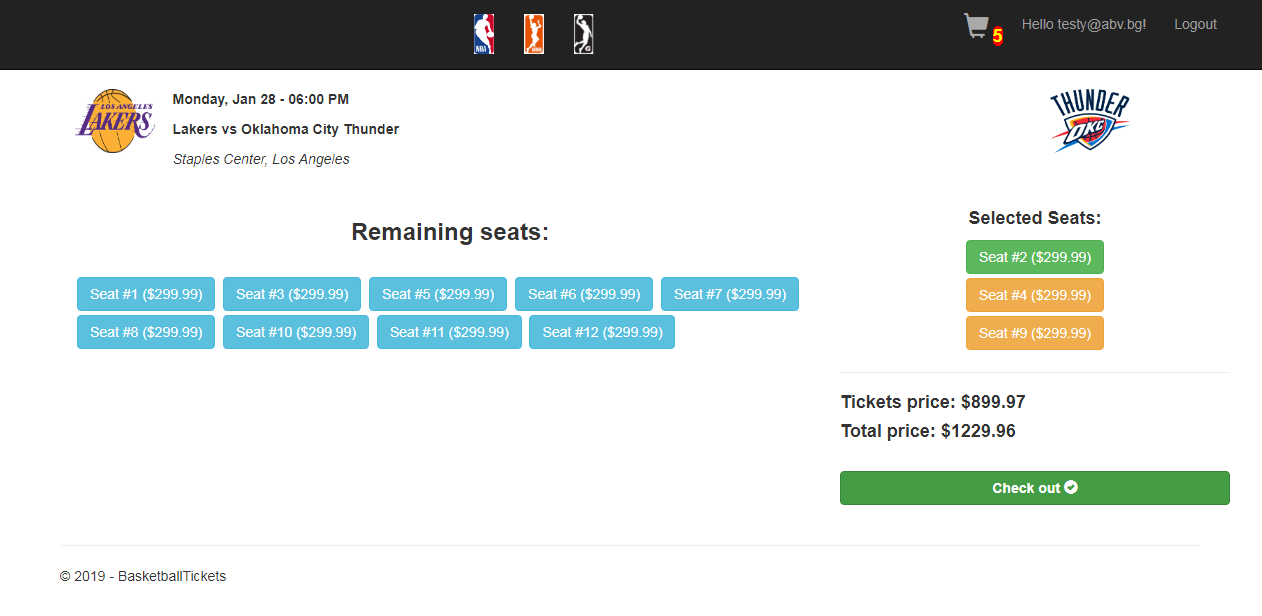 NBA
5
Hello testy@abv.bg!
Logout
LOS ANGELES
LAKERS
Monday, Jan 28 - 06:00 PM
Lakers vs Oklahoma City Thunder
Staples Center, Los Angeles
THUNDER
OKC
Remaining seats:
Seat #1 ($299.99) Seat #3 ($299.99) Seat #5 ($299.99) Seat #6 ($299.99) Seat #7 ($299.99)
Seat #8 ($299.99) Seat #10 ($299.99) Seat #11 ($299.99) Seat #12 ($299.99)
Selected Seats:
Seat #2 ($299.99)
Seat #4 ($299.99)
Seat #9 ($299.99)
Tickets price: $899.97
Total price: $1229.96
Check out
© 2019 - BasketballTickets